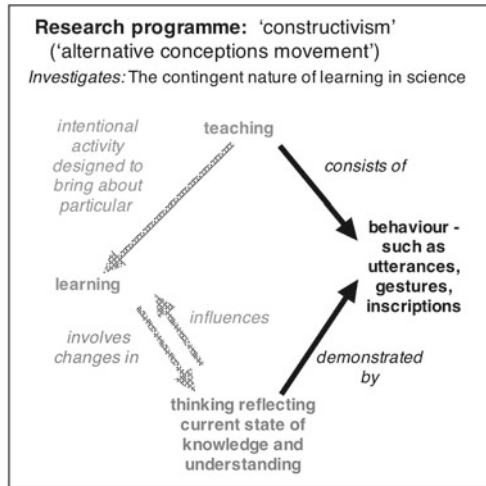 Research programme: ‘constructivism’
(‘alternative conceptions movement’)
Investigates: The contingent nature of learning in science
intentional
activity
designed to
bring about
particular
teaching
consists of
behaviour -
such as
utterances,
gestures,
inscriptions
learning
influences
involves
changes in
demonstrated
by
thinking reflecting
current state of
knowledge and
understanding